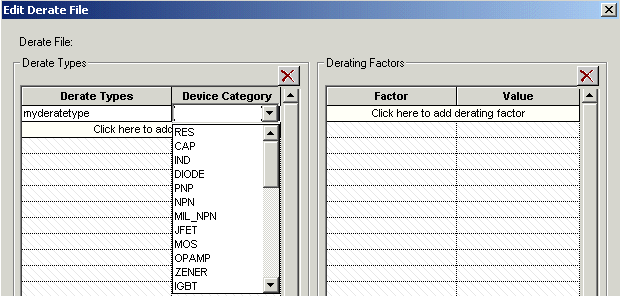 Edit Derate File
Derate File:
Derate Types
Derating Factors
Derate Types Device Category
Factor Value
myderatetype
Click here to add derating factor
Click here to add
RES
CAP
IND
DIODE
PNP
NPN
MIL_NPN
JFET
MOS
OPAMP
ZENER
IGBT